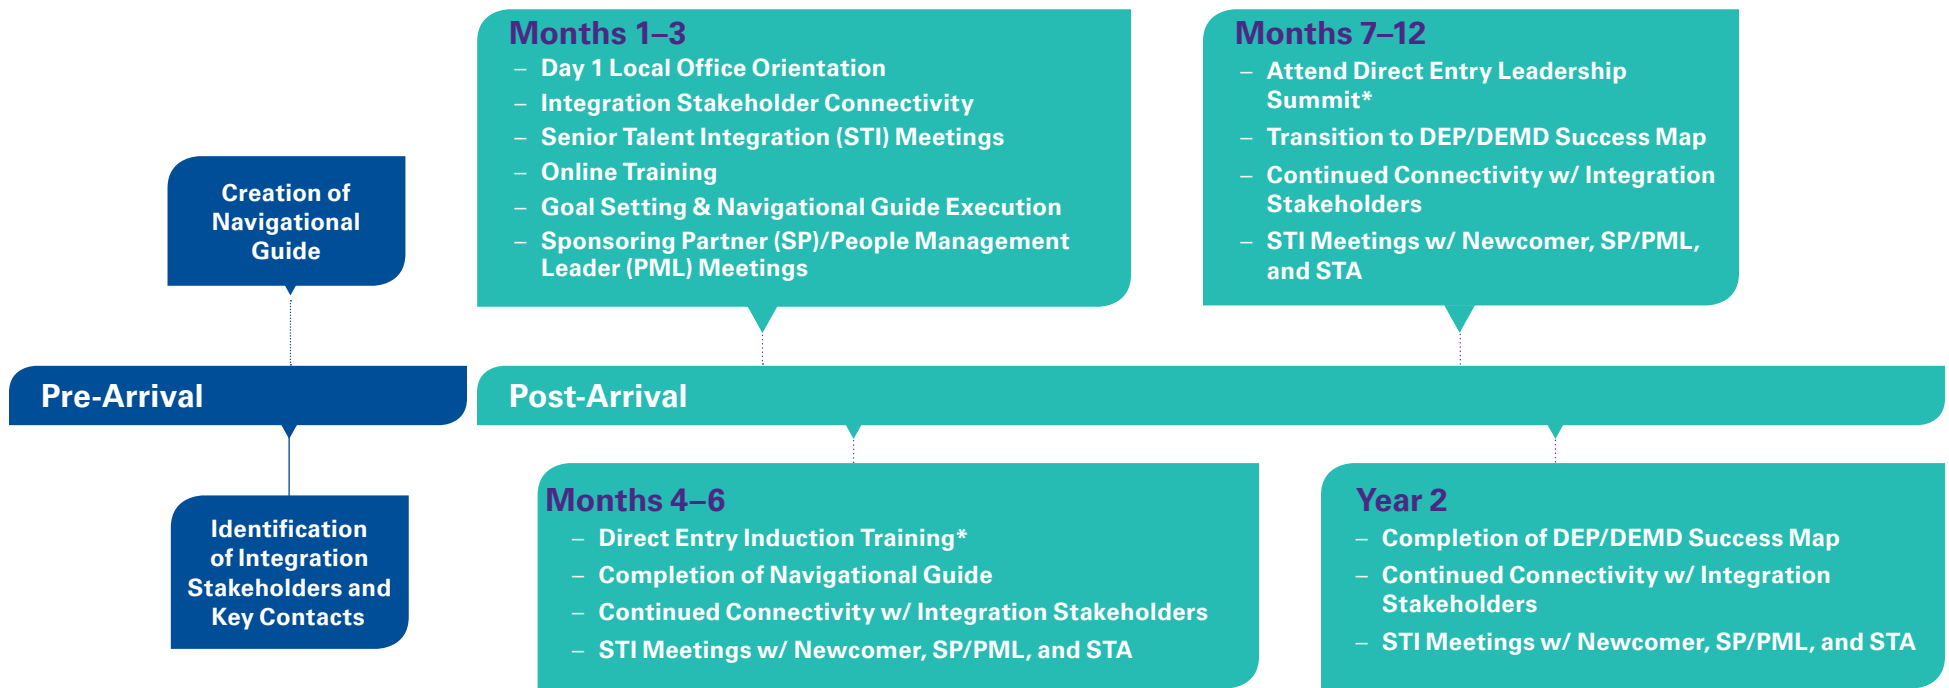 Creation of
Navigational
Guide
Pre-Arrival
Identification
of Integration
Stakeholders and
Key Contacts
Months 1–3
– Day 1 Local Office Orientation
– Integration Stakeholder Connectivity
– Senior Talent Integration (STI) Meetings
– Online Training
– Goal Setting & Navigational Guide Execution
– Sponsoring Partner (SP)/People Management
Leader (PML) Meetings
Months 7–12
– Attend Direct Entry Leadership
Summit*
– Transition to DEP/DEMD Success Map
– Continued Connectivity w/ Integration
Stakeholders
– STI Meetings w/ Newcomer, SP/PML,
and STA
Post-Arrival
Months 4–6
– Direct Entry Induction Training*
– Completion of Navigational Guide
– Continued Connectivity w/ Integration Stakeholders
– STI Meetings w/ Newcomer, SP/PML, and STA
Year 2
– Completion of DEP/DEMD Success Map
– Continued Connectivity w/ Integration
Stakeholders
– STI Meetings w/ Newcomer, SP/PML, and STA